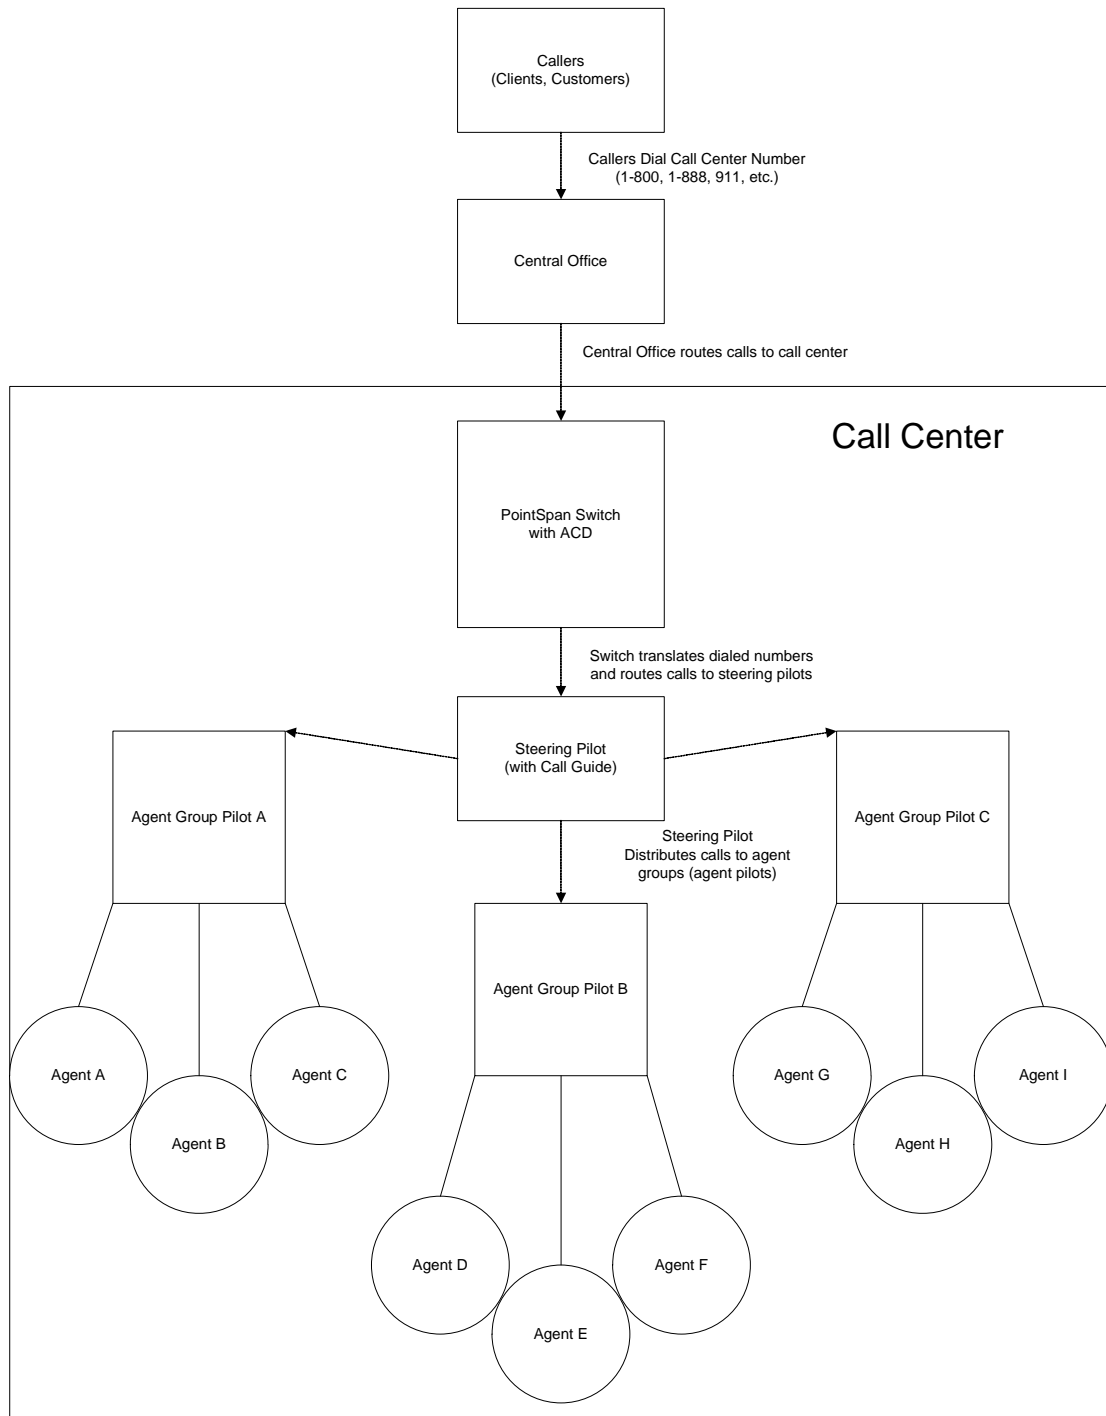 Callers
(Clients, Customers)
Callers Dial Call Center Number
(1-800, 1-888, 911, etc.)
Central Office
Central Office routes calls to call center
Call Center
PointSpan Switch
with ACD
Switch translates dialed numbers
and routes calls to steering pilots
Steering Pilot
(with Call Guide)
Agent Group Pilot A
Agent Group Pilot C
Steering Pilot
Distributes calls to agent
groups (agent pilots)
Agent Group Pilot B
Agent A
Agent B
Agent C
Agent G
Agent H
Agent I
Agent D
Agent E
Agent F